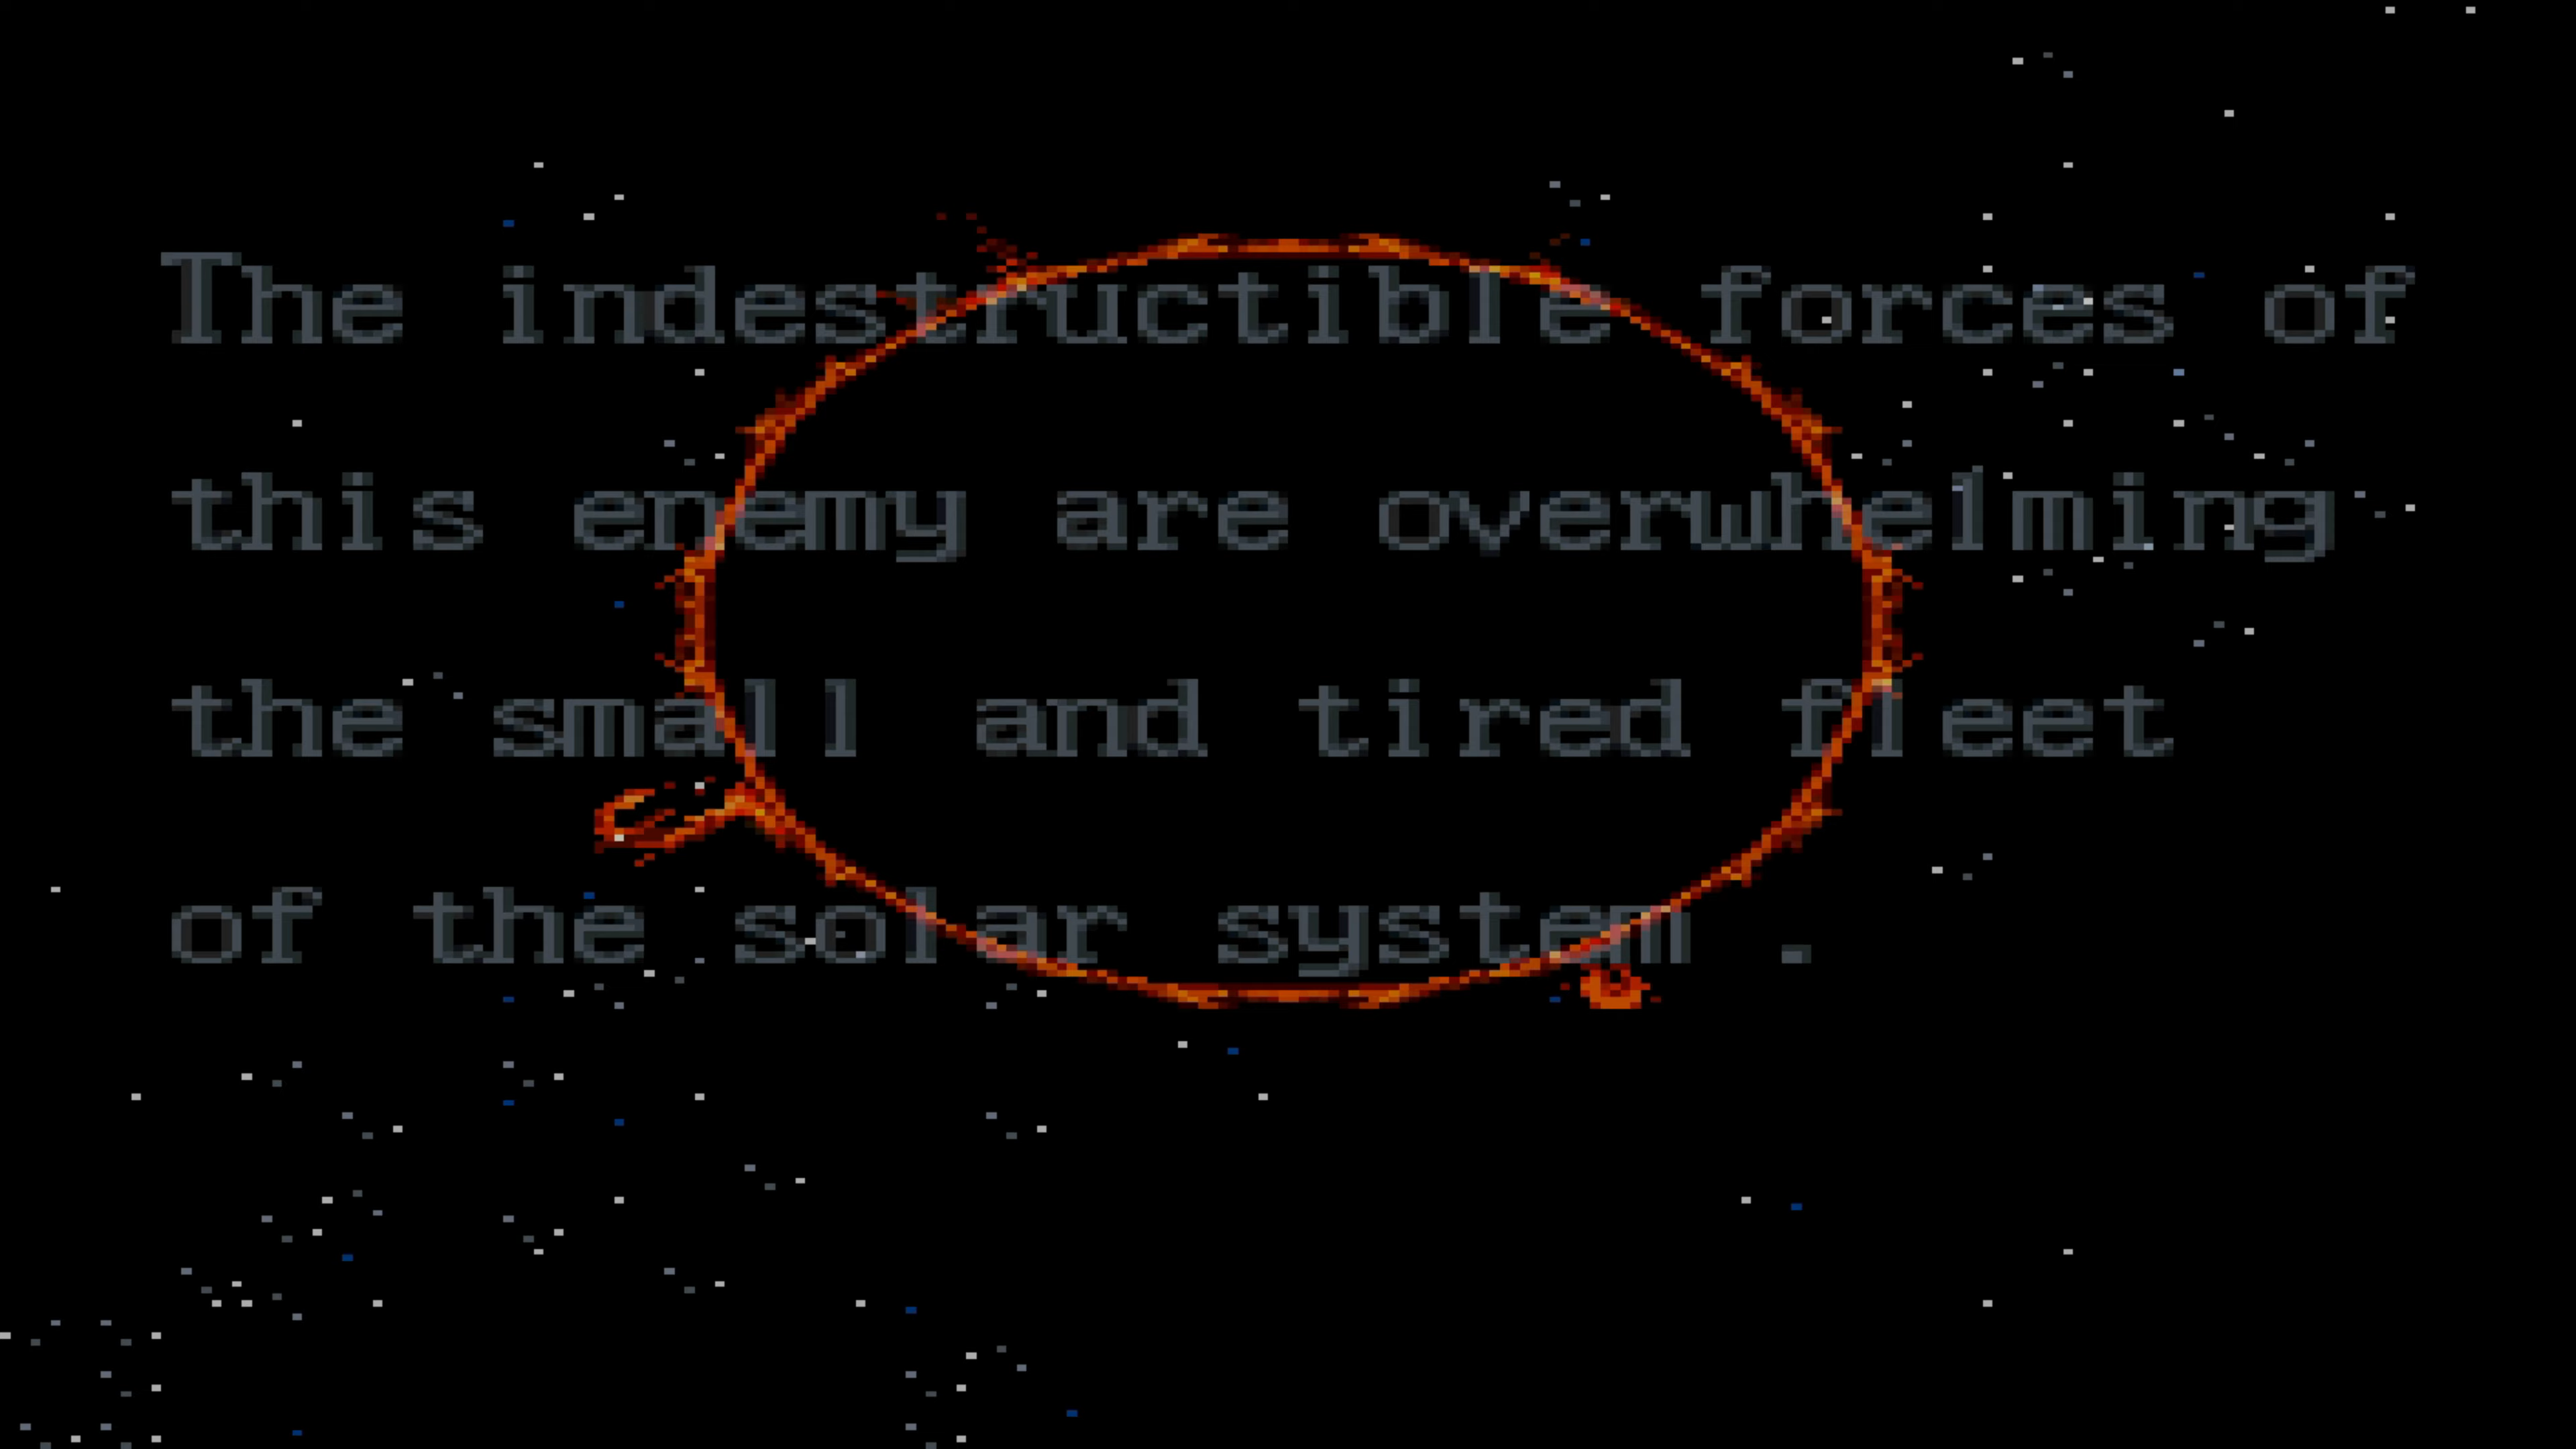 The indestructible forces of
this enemy are overwhelming
the small and tired fleet
of the solar system .